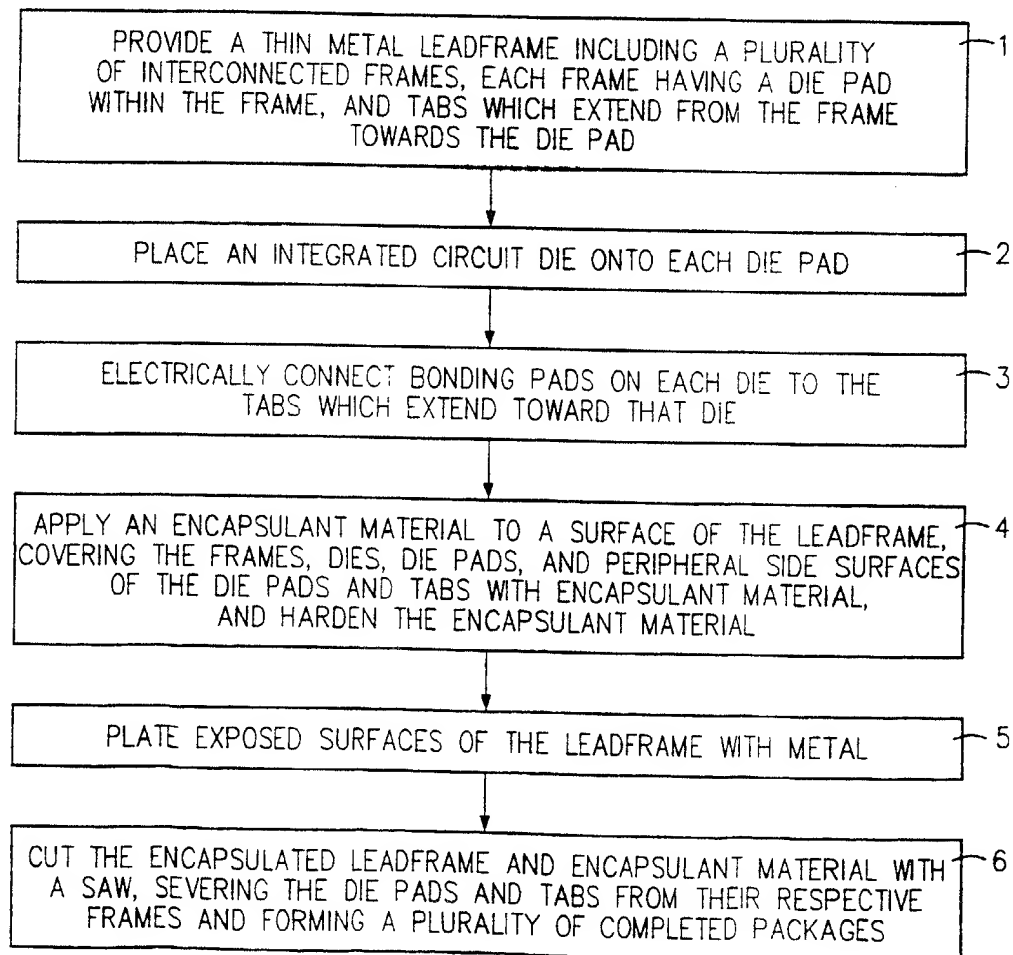 PROVIDE A THIN METAL LEADFRAME INCLUDING A PLURALITY
OF INTERCONNECTED FRAMES, EACH FRAME HAVING A DIE PAD
WITHIN THE FRAME, AND TABS WHICH EXTEND FROM THE FRAME
TOWARDS THE DIE PAD
1
PLACE AN INTEGRATED CIRCUIT DIE ONTO EACH DIE PAD
2
ELECTRICALLY CONNECT BONDING PADS ON EACH DIE TO THE
TABS WHICH EXTEND TOWARD THAT DIE
3
APPLY AN ENCAPSULANT MATERIAL TO A SURFACE OF THE LEADFRAME,
COVERING THE FRAMES, DIES, DIE PADS, AND PERIPHERAL SIDE SURFACES
OF THE DIE PADS AND TABS WITH ENCAPSULANT MATERIAL,
AND HARDEN THE ENCAPSULANT MATERIAL
4
PLATE EXPOSED SURFACES OF THE LEADFRAME WITH METAL
5
CUT THE ENCAPSULATED LEADFRAME AND ENCAPSULANT MATERIAL WITH
A SAW, SEVERING THE DIE PADS AND TABS FROM THEIR RESPECTIVE
FRAMES AND FORMING A PLURALITY OF COMPLETED PACKAGES
6